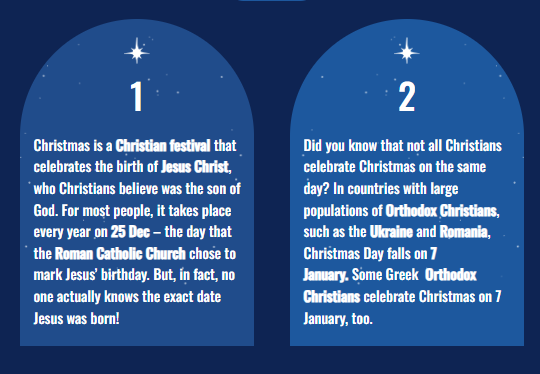 1
Christmas is a Christian festival that
celebrates the birth of Jesus Christ,
who Christians believe was the son of
God. For most people, it takes place
every year on 25 Dec – the day that
the Roman Catholic Church chose to
mark Jesus' birthday. But, in fact, no
one actually knows the exact date
Jesus was born!
2
Did you know that not all Christians
celebrate Christmas on the same
day? In countries with large
populations of Orthodox Christians,
such as the Ukraine and Romania,
Christmas Day falls on 7
January. Some Greek Orthodox
Christians celebrate Christmas on 7
January, too.